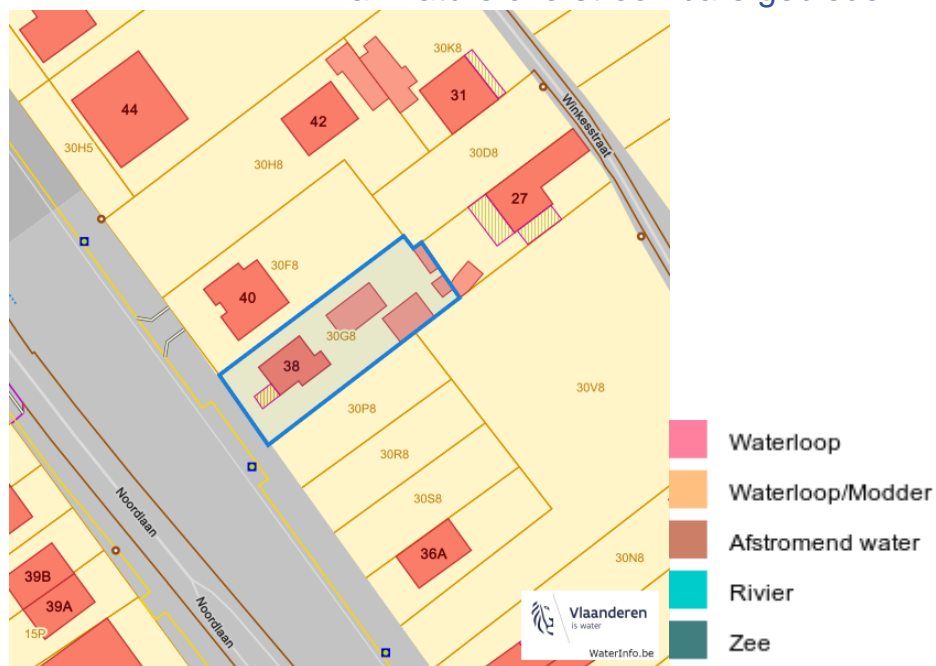 44
42
30K8
31
30H5
30H8
30D8
Winkesstraat
27
40
30F8
30G8
38
30P8
30V8
30R8
30S8
36A
30N8
Noordlaan
Noordlaan
39B
39A
15P
Vlaanderen
is water
WaterInfo.be
Waterloop
Waterloop/Modder
Afstromend water
Rivier
Zee